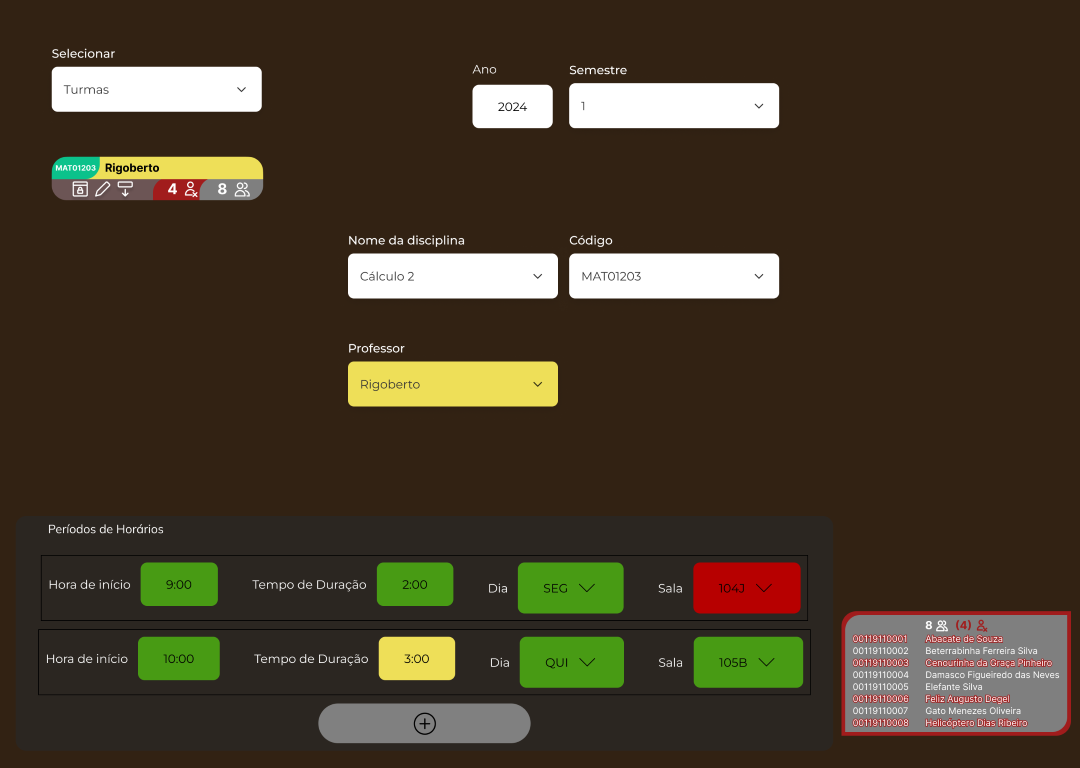 Selecionar
Turmas
Ano
Semestre
2024
1
MAT01203 Rigoberto
4 8
Nome da disciplina
Código
Cálculo 2
MAT01203
Professor
Rigoberto
Períodos de Horários
Hora de início 9:00 Tempo de Duração 2:00 Dia SEG Sala 104J
Hora de início 10:00 Tempo de Duração 3:00 Dia QUI Sala 105B
8 (4)
00119110001 Abacate de Souza
00119110002 Beterrabinha Ferreira Silva
00119110003 Cenourinha da Graça Pinheiro
00119110004 Damasco Figueiredo das Neves
00119110005 Elefante Silva
00119110006 Feliz Augusto Degel
00119110007 Gato Menezes Oliveira
00119110008 Helicóptero Dias Ribeiro